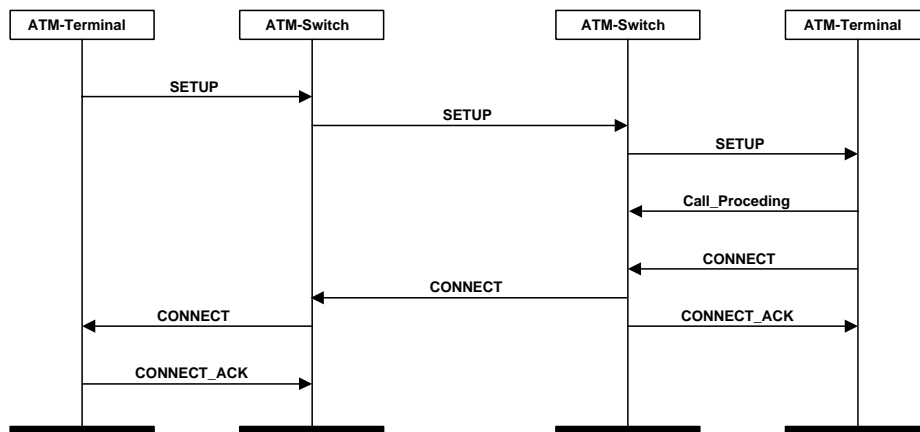 ATM-Terminal
ATM-Switch
ATM-Switch
ATM-Terminal
SETUP
SETUP
SETUP
Call_Proceding
CONNECT
CONNECT
CONNECT
CONNECT_ACK
CONNECT_ACK